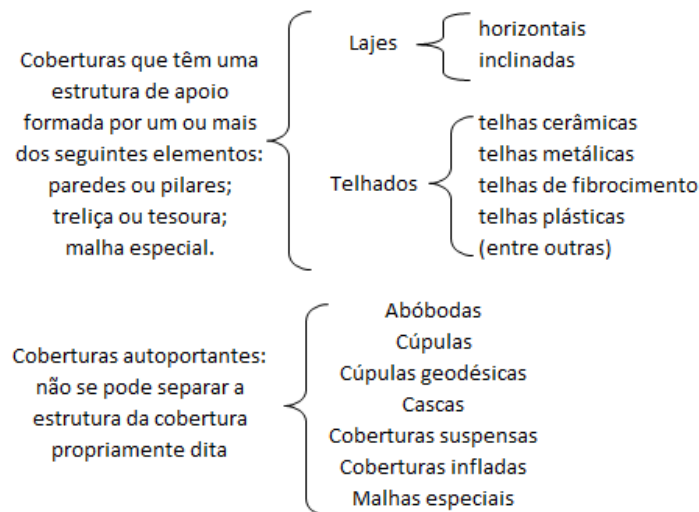 Coberturas que têm uma
estrutura de apoio
formada por um ou mais
dos seguintes elementos:
paredes ou pilares;
treliça ou tesoura;
malha especial.
Lajes
horizontais
inclinadas
Telhados
telhas cerâmicas
telhas metálicas
telhas de fibrocimento
telhas plásticas
(entre outras)
Coberturas autoportantes:
não se pode separar a
estrutura da cobertura
propriamente dita
Abóbodas
Cúpulas
Cúpulas geodésicas
Cascas
Coberturas suspensas
Coberturas infladas
Malhas especiais